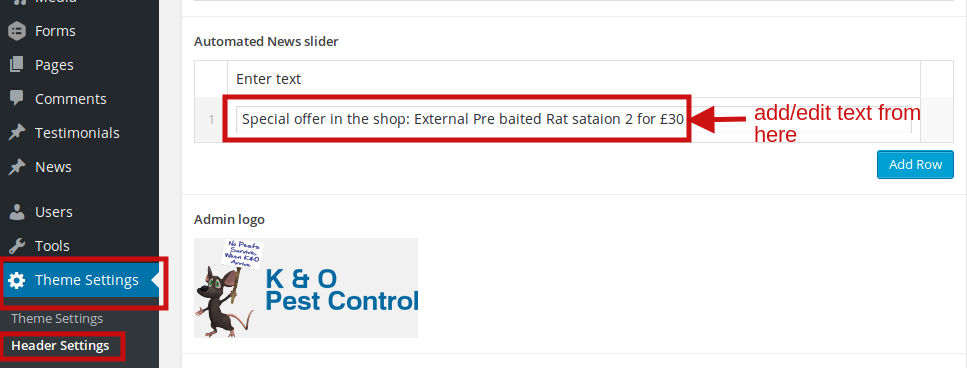 Media
Forms
Pages
Comments
Testimonials
News
Users
Tools
Theme Settings
Theme Settings
Header Settings
Automated News slider
Enter text
1
Special offer in the shop: External Pre baited Rat sataion 2 for £30
add/edit text from
here
Add Row
Admin logo
No Pests
Survive
When K&O
Arrive
K & O
Pest Control